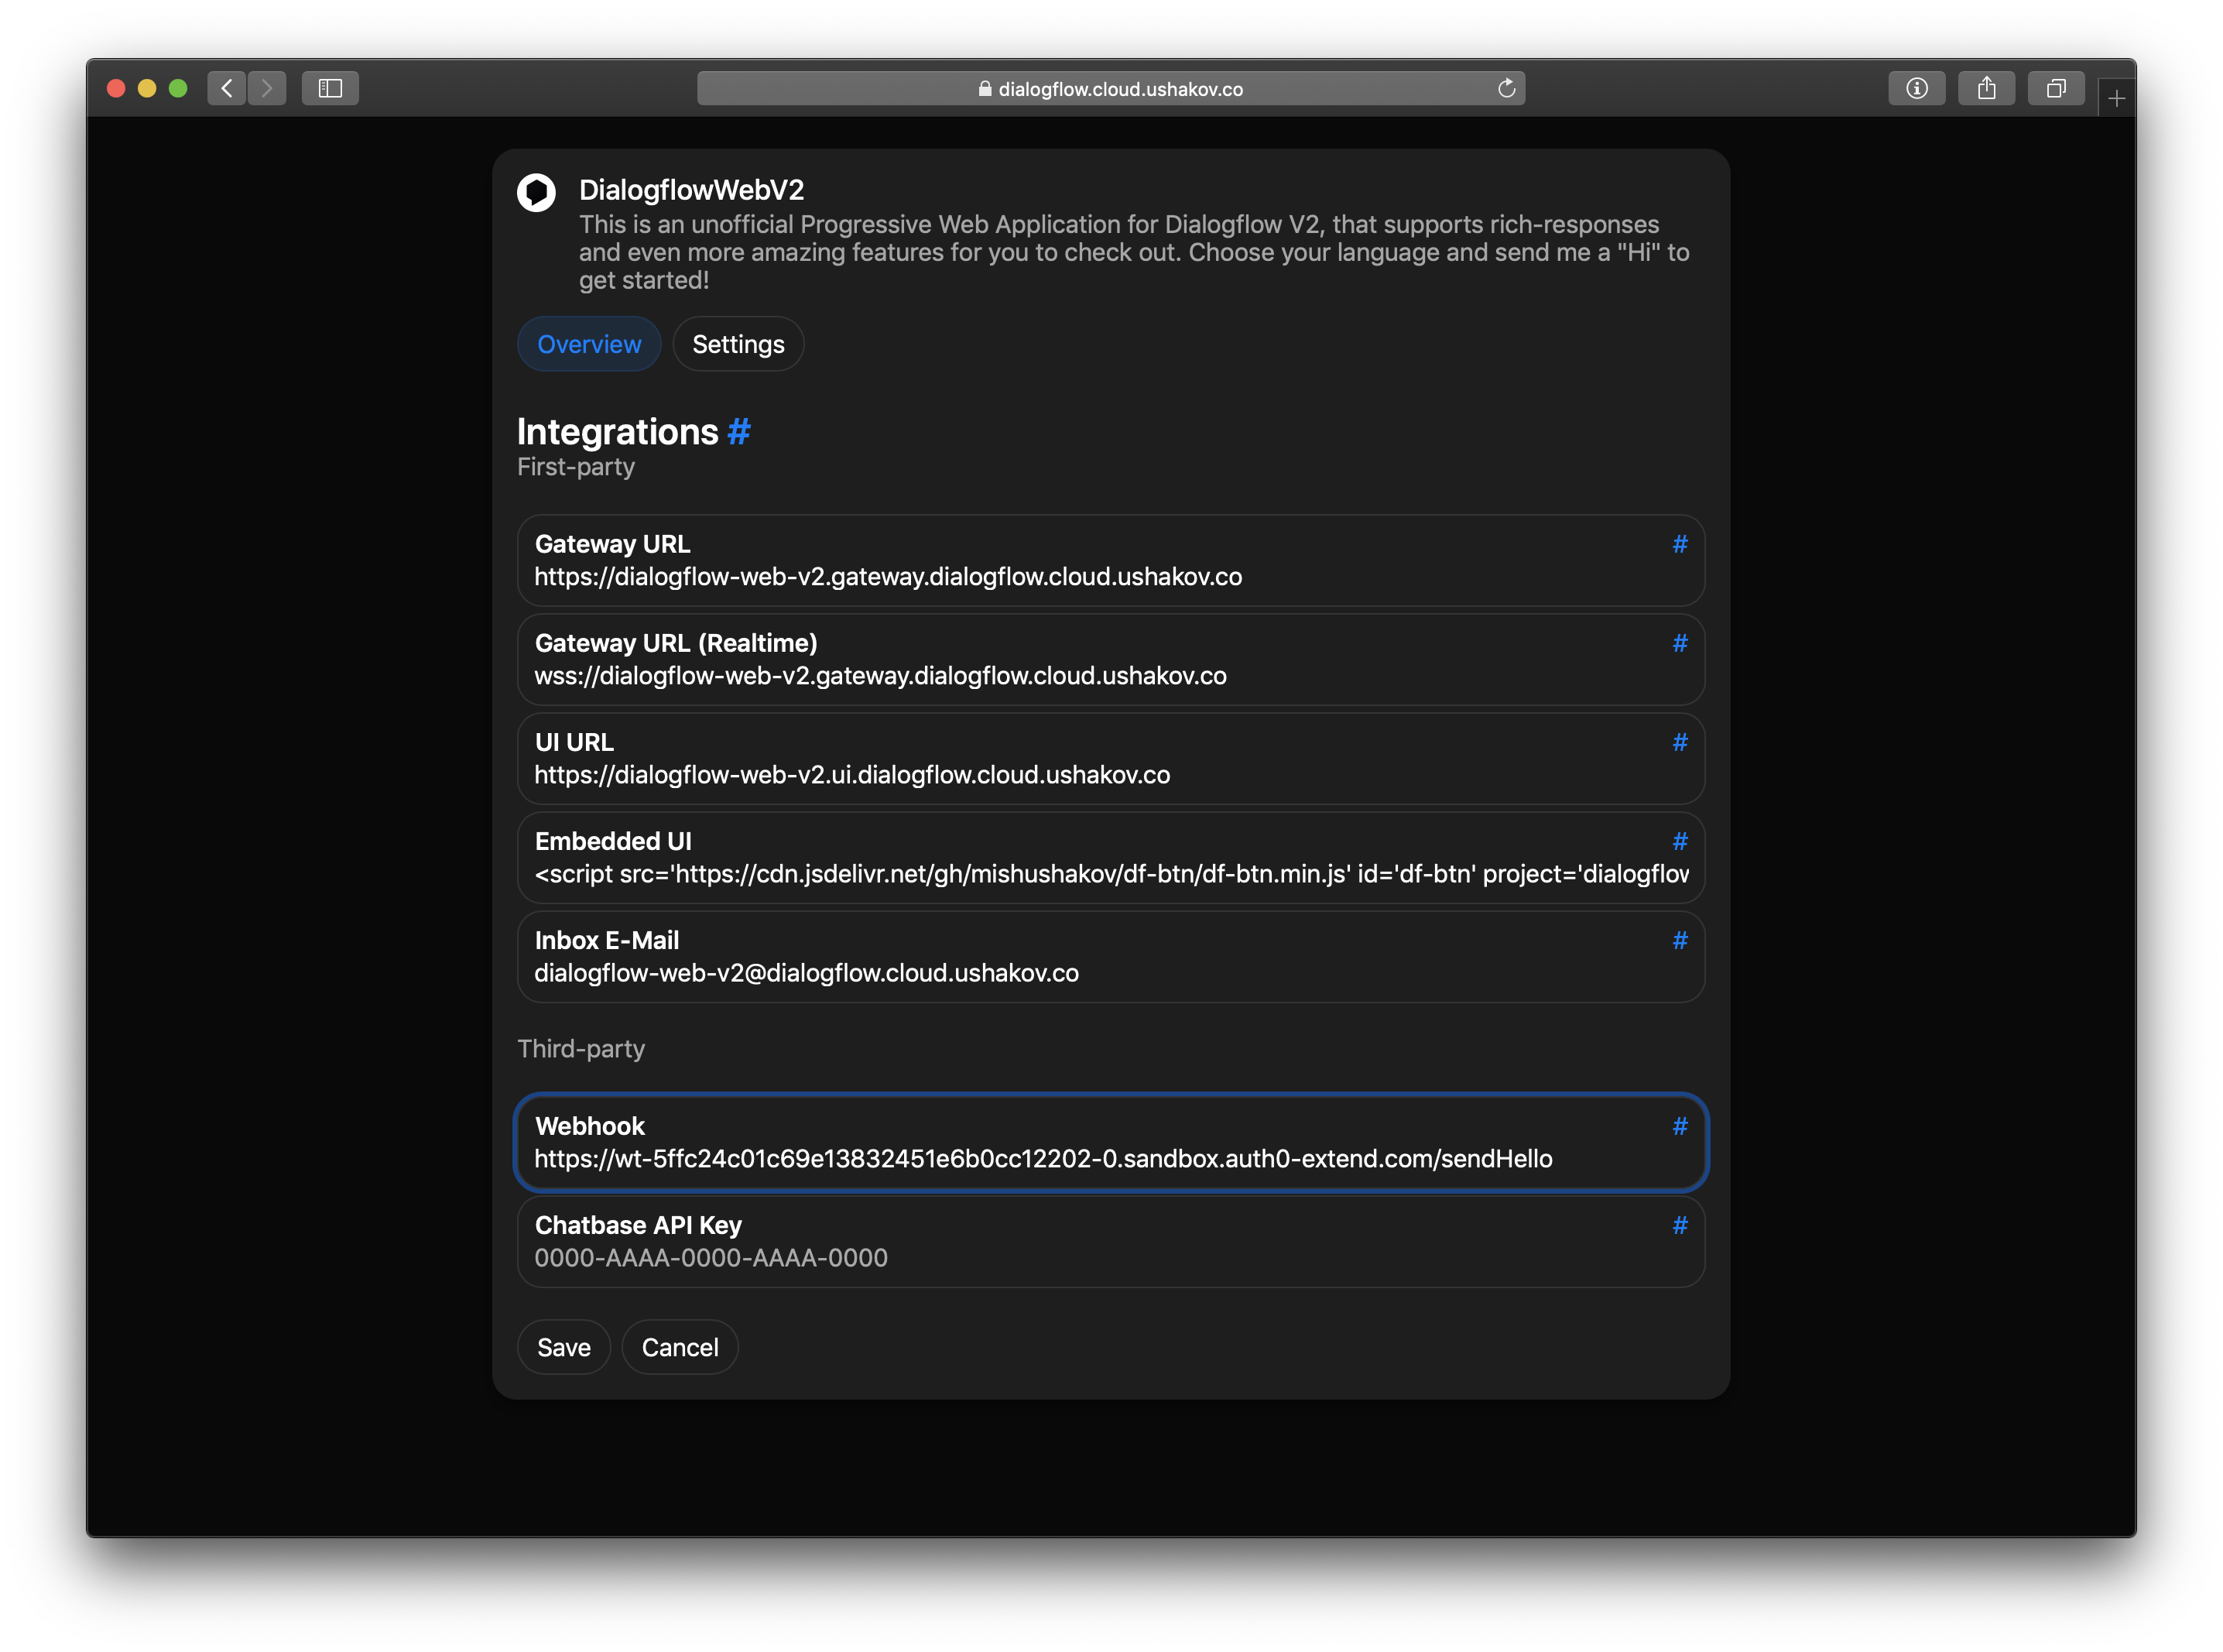 dialogflow.cloud.ushakov.co
DialogflowWebV2
This is an unofficial Progressive Web Application for Dialogflow V2, that supports rich-responses
and even more amazing features for you to check out. Choose your language and send me a "Hi" to
get started!
Overview
Settings
Integrations #
First-party
Gateway URL #
https://dialogflow-web-v2.gateway.dialogflow.cloud.ushakov.co
Gateway URL (Realtime) #
wss://dialogflow-web-v2.gateway.dialogflow.cloud.ushakov.co
UI URL #
https://dialogflow-web-v2.ui.dialogflow.cloud.ushakov.co
Embedded UI #
<script src='https://cdn.jsdelivr.net/gh/mishushakov/df-btn/df-btn.min.js' id='df-btn' project='dialogflow
Inbox E-Mail #
dialogflow-web-v2@dialogflow.cloud.ushakov.co
Third-party
Webhook #
https://wt-5ffc24c01c69e13832451e6b0cc12202-0.sandbox.auth0-extend.com/sendHello
Chatbase API Key #
0000-AAAA-0000-AAAA-0000
Save
Cancel